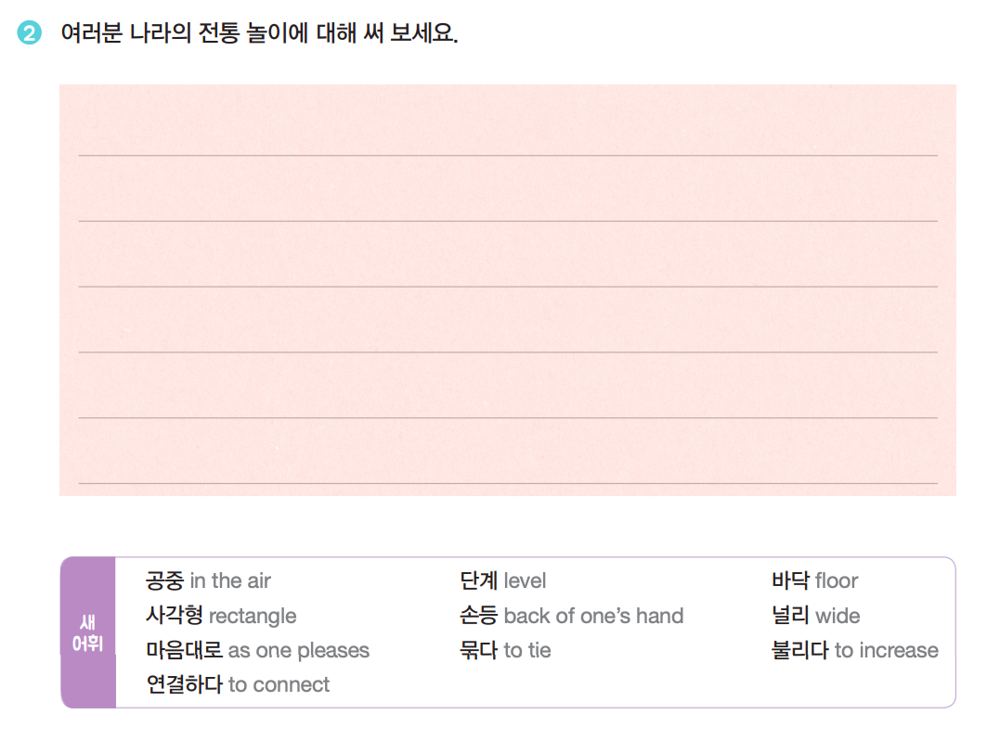 2 여러분 나라의 전통 놀이에 대해 써 보세요.
새
어휘
공중 in the air 단계 level 바닥 floor
사각형 rectangle 손등 back of one's hand 널리 wide
마음대로 as one pleases 묶다 to tie 불리다 to increase
연결하다 to connect